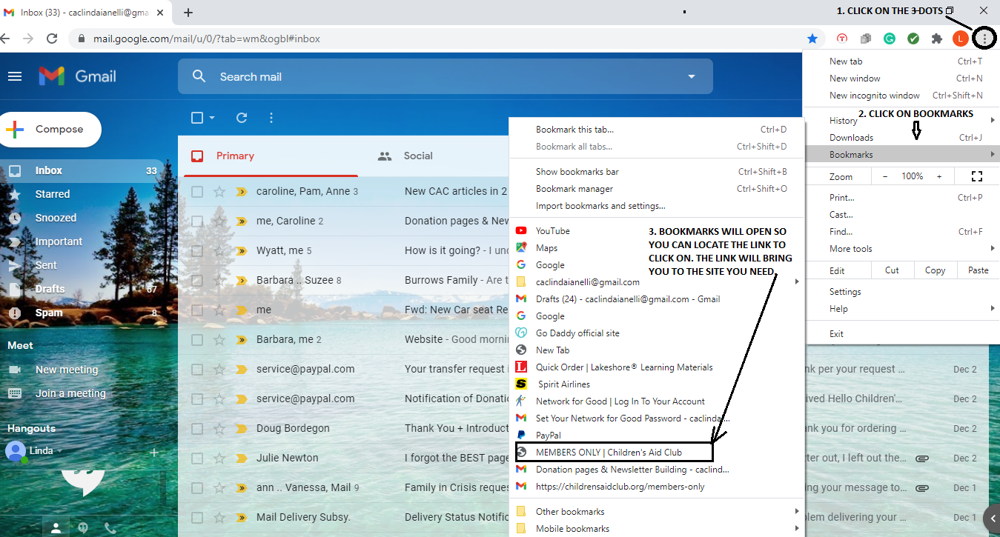 Inbox (33) - caclindaianelli@gma
1. CLICK ON THE 3 DOTS
mail.google.com/mail/u/0/?tab=wm&ogbl#inbox
L
Gmail
Search mail
Compose
Inbox 33
Starred
Snoozed
Important
Sent
Drafts 67
Spam 8
Meet
New meeting
Join a meeting
Hangouts
Linda
Primary
Social
caroline, Pam, Anne 3 New CAC articles in 2
me, Caroline 2 Donation pages & New
Wyatt, me 5 How is it going? - I und
Barbara .. Suzee 8 Burrows Family - Are t
me Fwd: New Car seat Re
Barbara, me 2 Website - Good mornin
service@paypal.com Your transfer request i
service@paypal.com Notification of Donatio
Doug Bordegon Thank You + Introduct
Julie Newton I forgot the BEST page
ann .. Vanessa, Mail 9 Family in Crisis reques
Mail Delivery Subsy. Delivery Status Notific
Bookmark this tab... Ctrl+D
Bookmark all tabs... Ctrl+Shift+D
Show bookmarks bar Ctrl+Shift+B
Bookmark manager Ctrl+Shift+O
Import bookmarks and settings...
YouTube
Maps
Google
caclindaianelli@gmail.com
Drafts (24) - caclindaianelli@gmail.com - Gmail
Google
Go Daddy official site
New Tab
Quick Order | Lakeshore® Learning Materials
Spirit Airlines
Network for Good | Log In To Your Account
Set Your Network for Good Password - caclinda...
PayPal
MEMBERS ONLY | Children's Aid Club
Donation pages & Newsletter Building - caclind...
https://childrensaidclub.org/members-only
Other bookmarks
Mobile bookmarks
3. BOOKMARKS WILL OPEN SO
YOU CAN LOCATE THE LINK TO
CLICK ON. THE LINK WILL BRING
YOU TO THE SITE YOU NEED.
New tab Ctrl+T
New window Ctrl+N
New incognito window Ctrl+Shift+N
2. CLICK ON BOOKMARKS
History
Downloads Ctrl+J
Bookmarks
Zoom - 100% +
Print... Ctrl+P
Cast...
Find... Ctrl+F
More tools
Edit Cut Copy Paste
Settings
Help
Exit
nk per your request ... Dec 2
ived Hello Children'... Dec 2
ank you for ordering ... Dec 2
ter out, I left out the... Dec 2
ing your message to... Dec 1
blem delivering your ... Dec 1